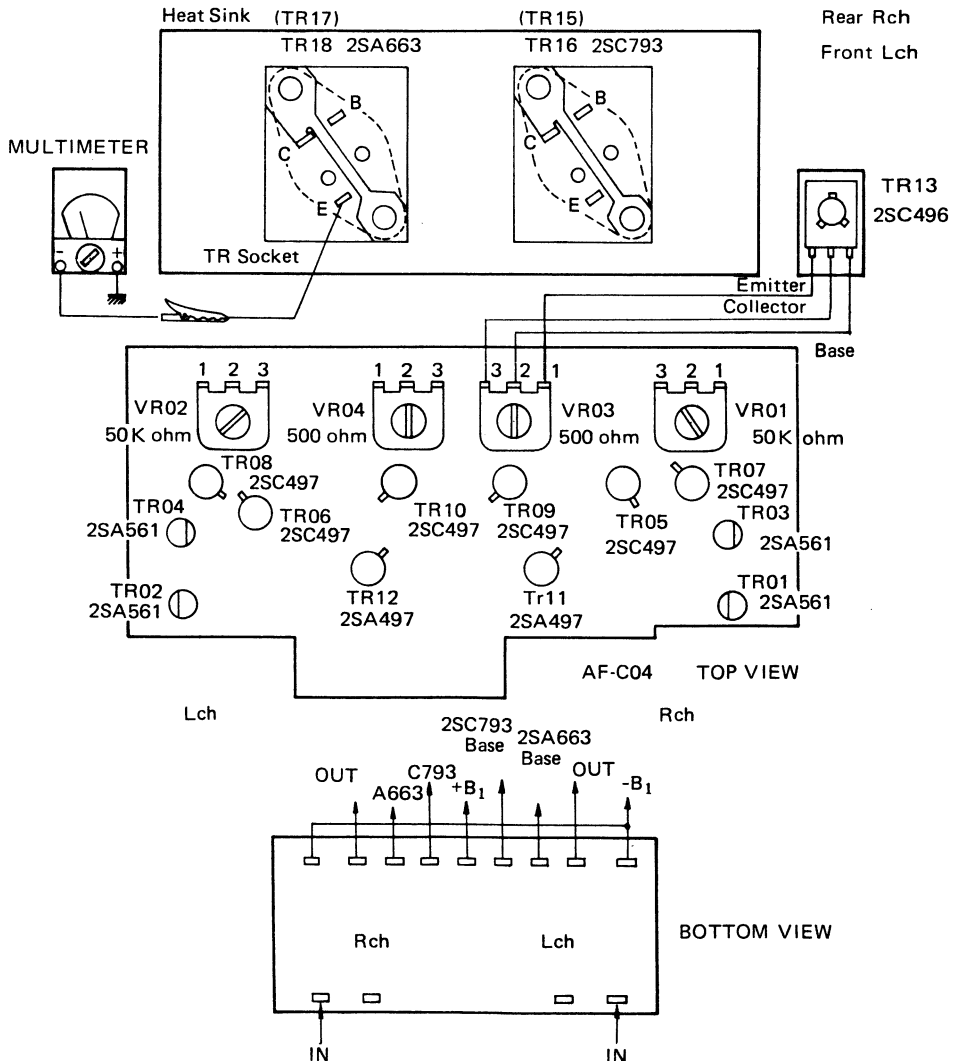 Heat Sink (TR17) (TR15) Rear Rch
TR18 2SA663 TR16 2SC793 Front Lch
B B
MULTIMETER
C C
TR13
2SC496
E E
- +
TR Socket
Emitter
Collector
Base
1 2 3 1 2 3 3 2 1 3 2 1
VR02 VR04 VR03 VR01
50K ohm 500 ohm 500 ohm 50K ohm
TR08
2SC497
TR07
2SC497
TR04
2SA561
TR06
2SC497
TR10
2SC497
TR09
2SC497
TR05
2SC497
TR03
2SA561
TR02
2SA561
TR12
2SA497
Tr11
2SA497
TR01
2SA561
AF-C04 TOP VIEW
Lch Rch
2SC793
Base
2SA663
Base
OUT A663 C793 +B1 OUT -B1
Rch Lch
BOTTOM VIEW
IN IN